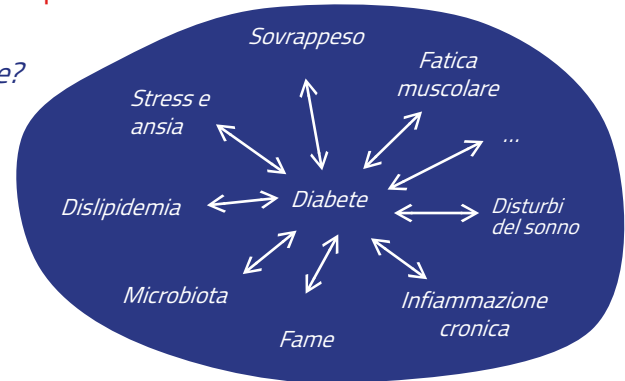 Sovrappeso
Fatica
muscolare
e?
Stress e
ansia
...
Dislipidemia
Diabete
Disturbi
del sonno
Microbiota
Infiammazione
cronica
Fame